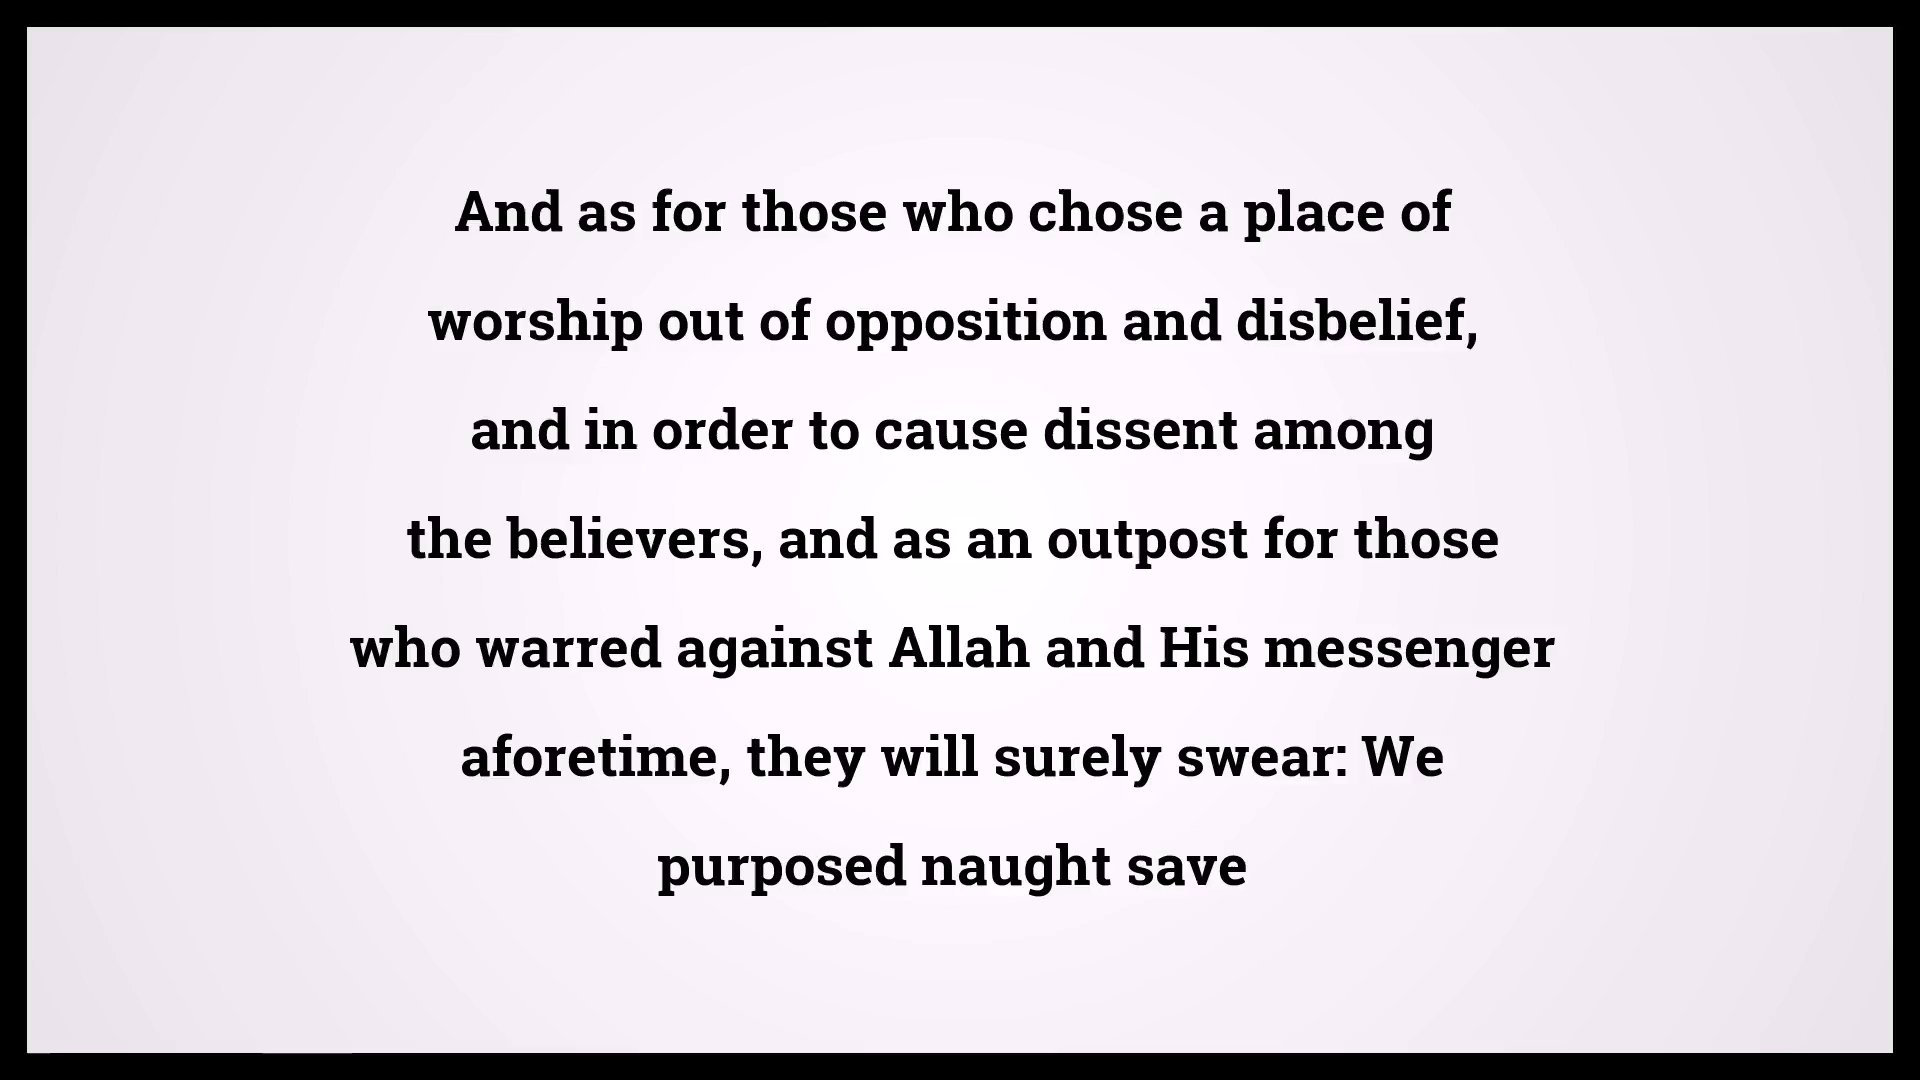 And as for those who chose a place of
worship out of opposition and disbelief,
and in order to cause dissent among
the believers, and as an outpost for those
who warred against Allah and His messenger
aforetime, they will surely swear: We
purposed naught save